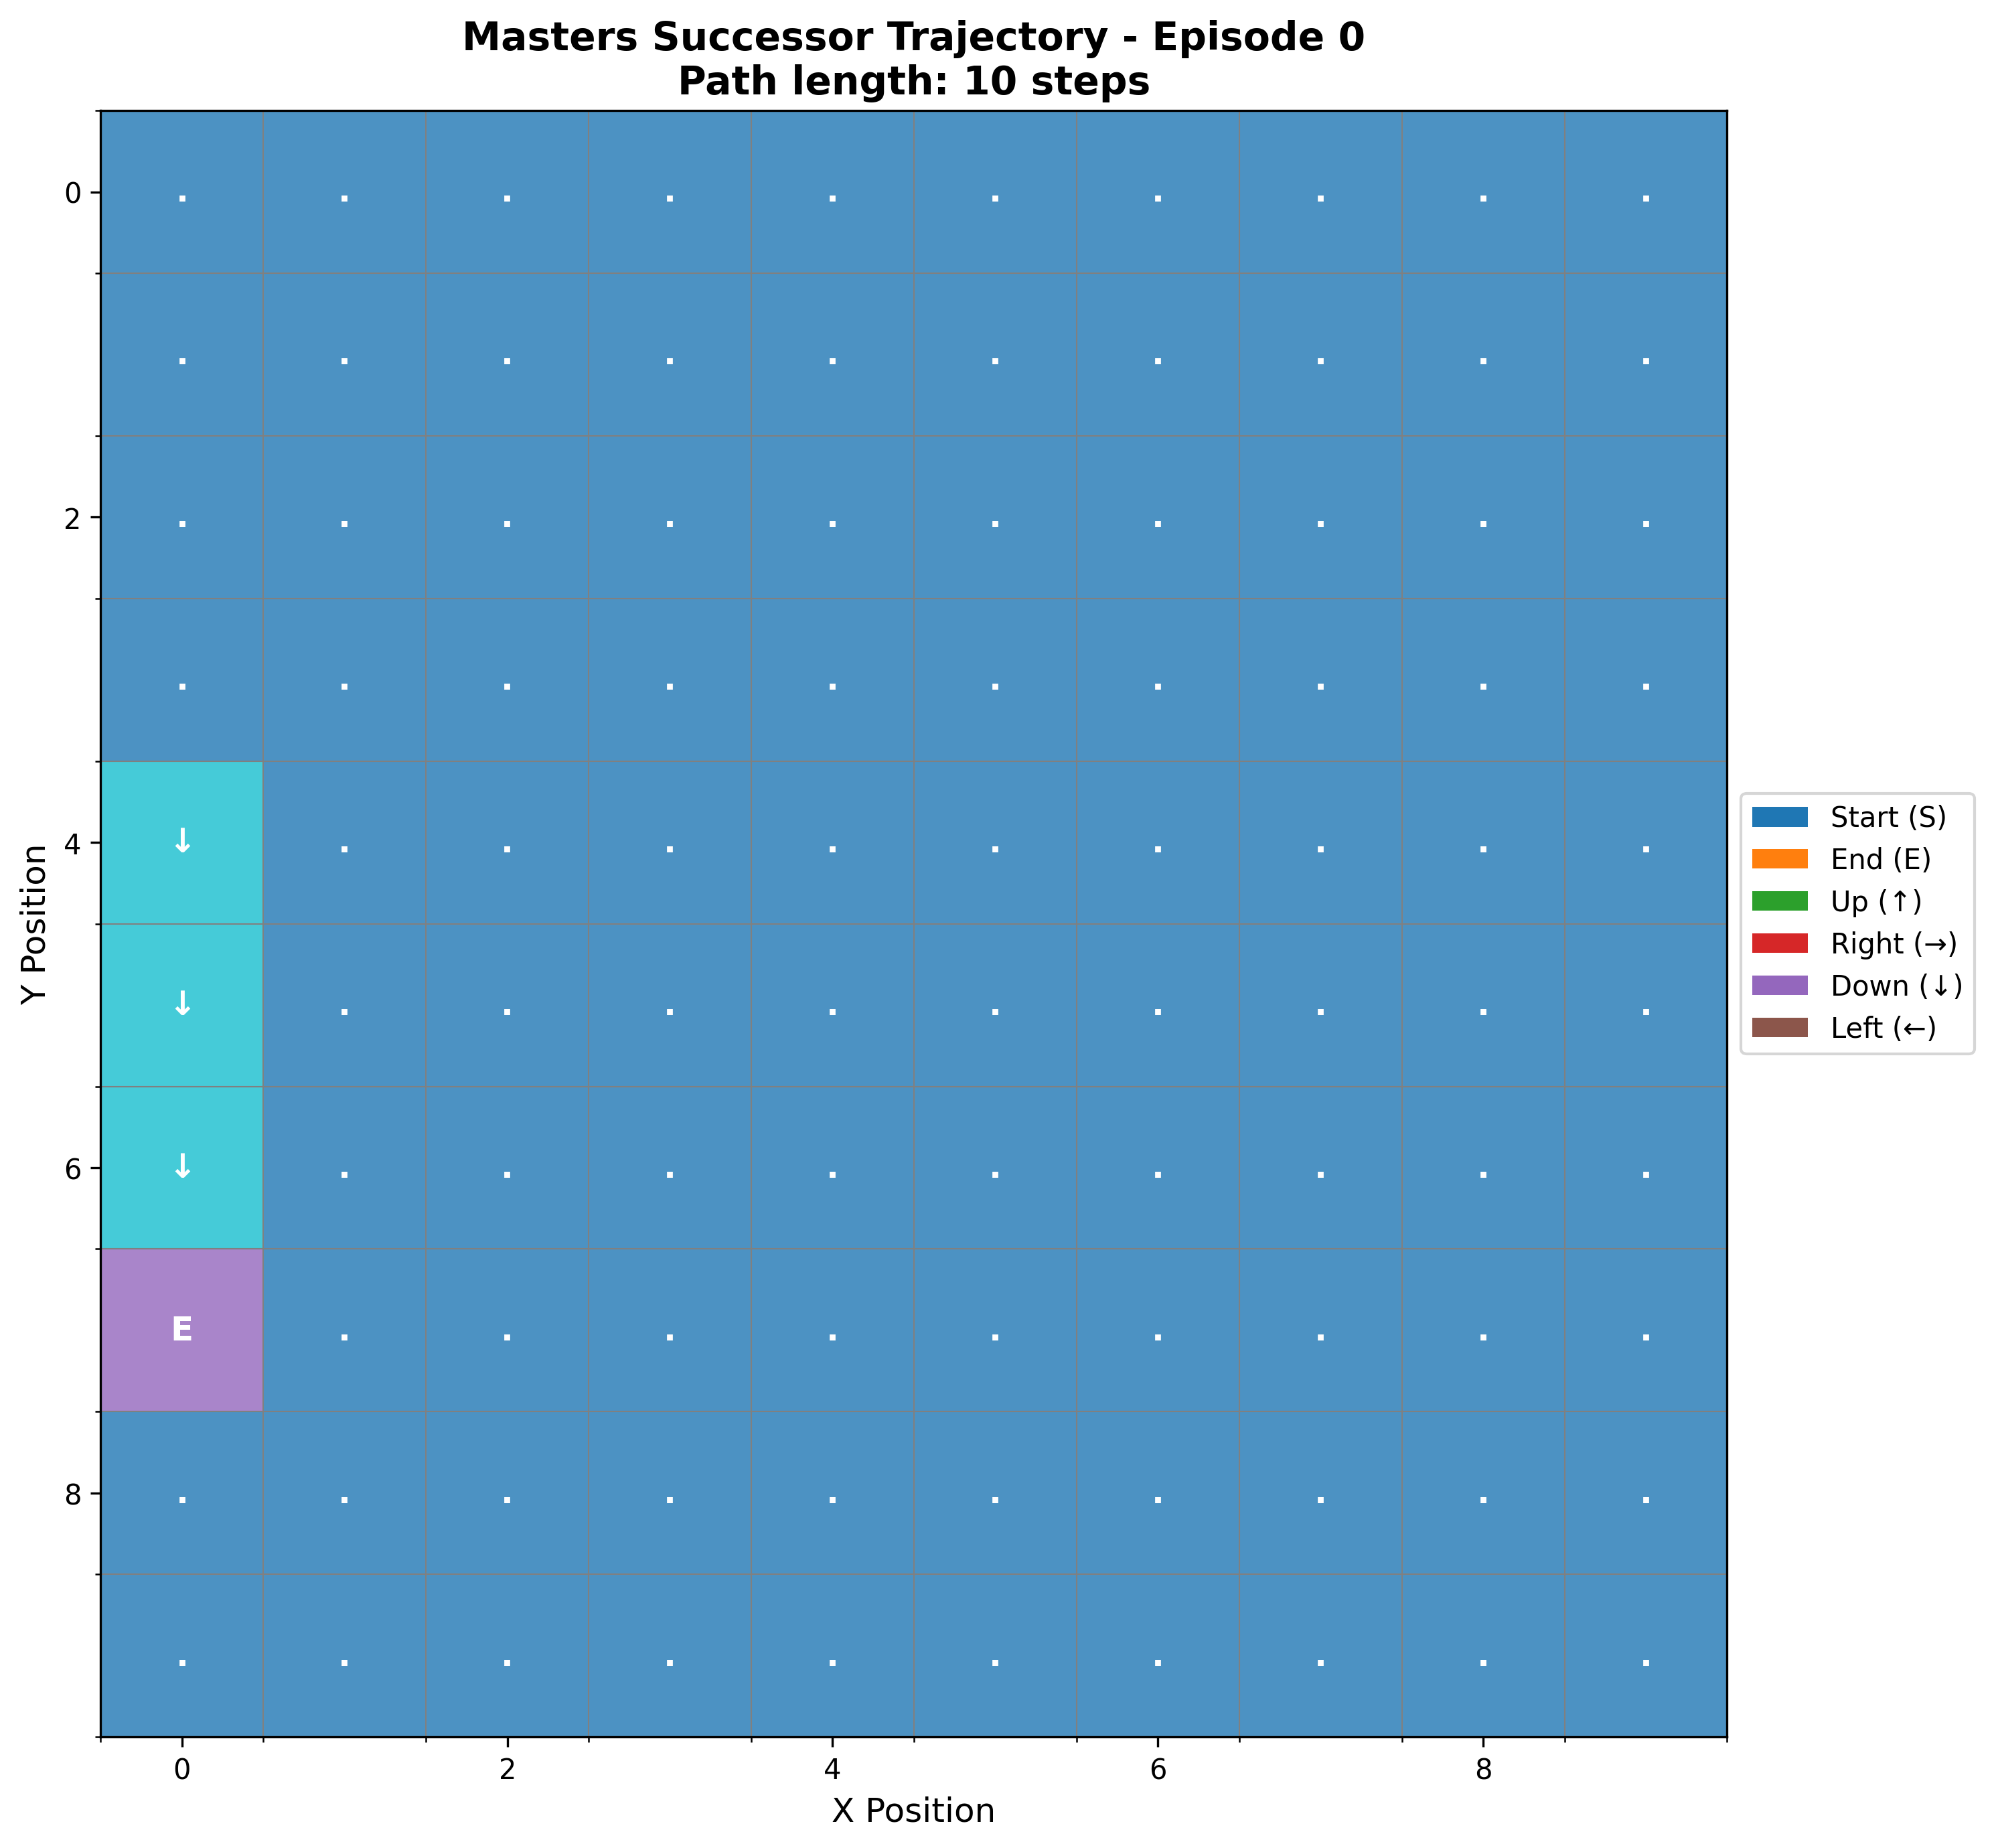 Masters Successor Trajectory - Episode 0
Path length: 10 steps
0
2
4
↓
↓
6
↓
E
8
0 2 4 6 8
X Position
Y Position
Start (S)
End (E)
Up (↑)
Right (→)
Down (↓)
Left (←)